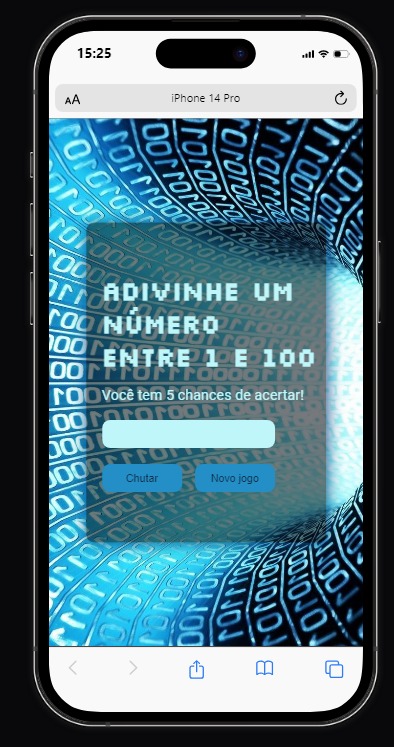 15:25
AA
iPhone 14 Pro
ADIVINHE UM
NÚMERO
ENTRE 1 E 100
Você tem 5 chances de acertar!
Chutar
Novo jogo